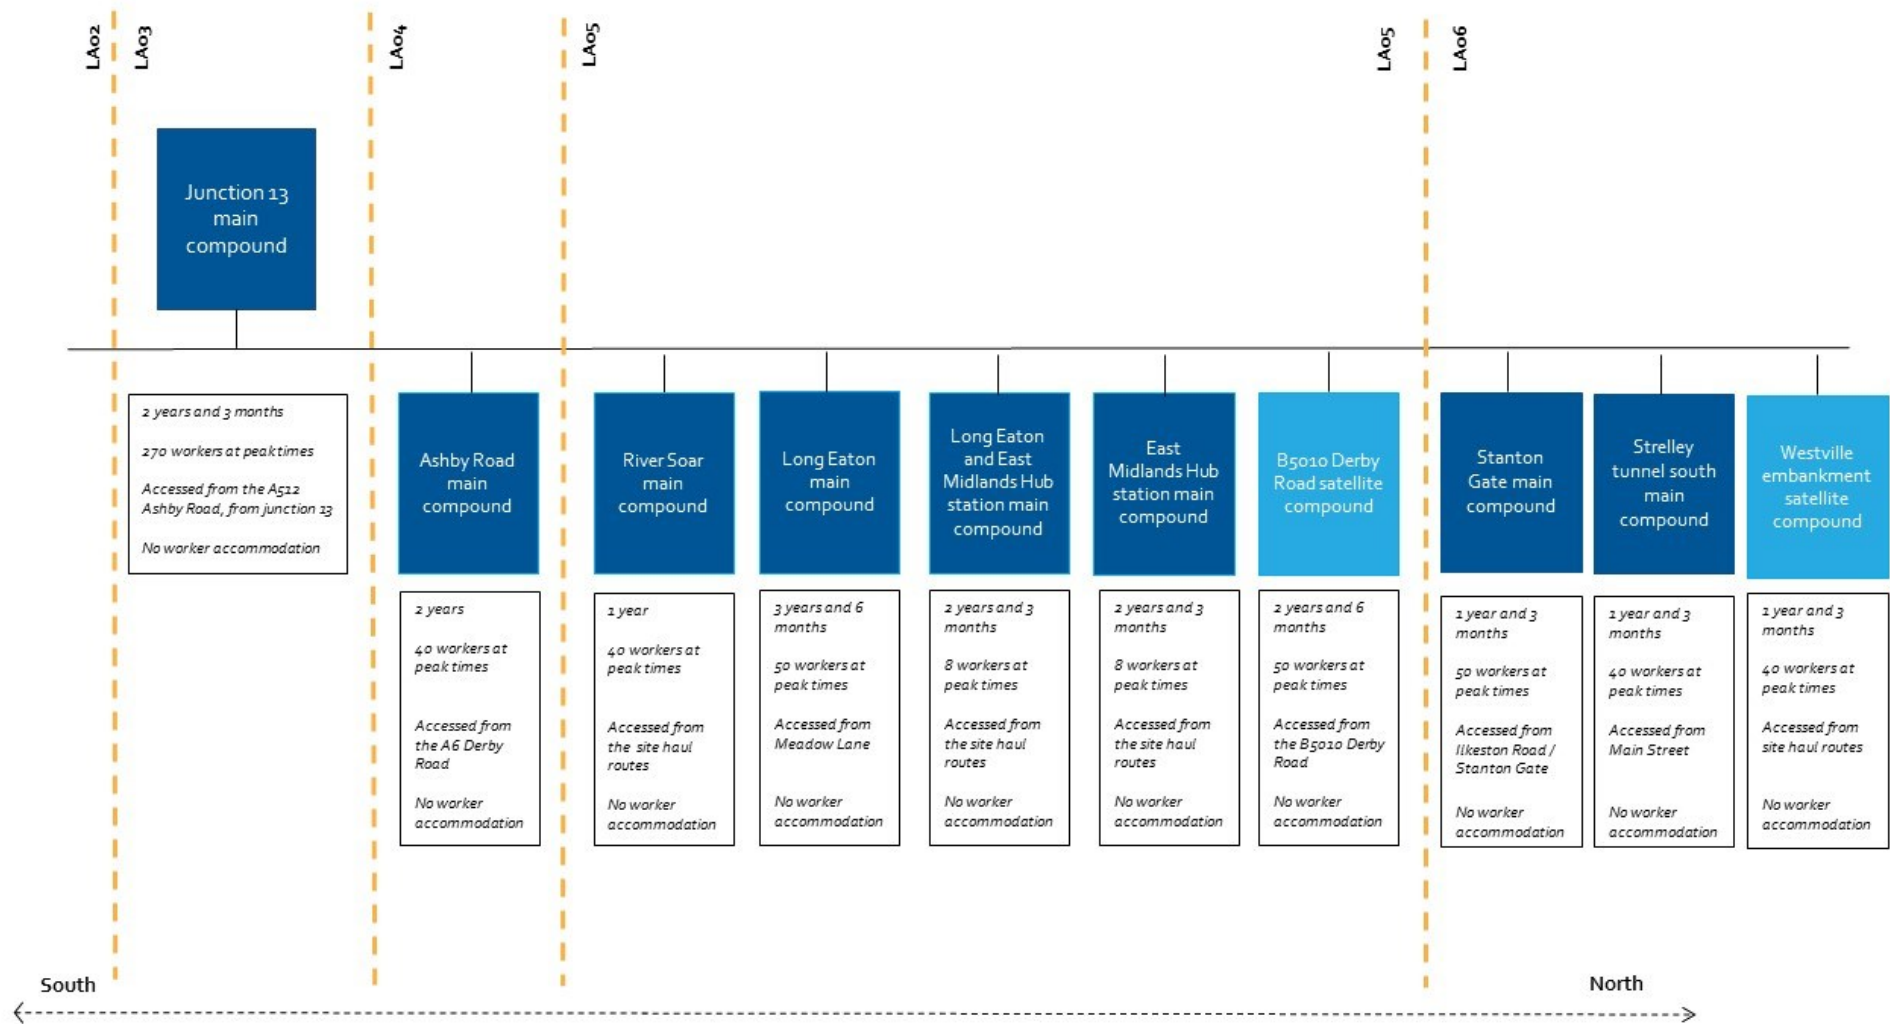 LA02
LA03
LA04
LA05
LA05
LA06
Junction 13
main
compound
2 years and 3 months
270 workers at peak times
Accessed from the A512
Ashby Road, from junction 13
No worker accommodation
Ashby Road
main
compound
2 years
40 workers at
peak times
Accessed from
the A6 Derby
Road
No worker
accommodation
River Soar
main
compound
1 year
40 workers at
peak times
Accessed from
the site haul
routes
No worker
accommodation
Long Eaton
main
compound
3 years and 6
months
50 workers at
peak times
Accessed from
Meadow Lane
No worker
accommodation
Long Eaton
and East
Midlands Hub
station main
compound
2 years and 3
months
8 workers at
peak times
Accessed from
the site haul
routes
No worker
accommodation
East
Midlands Hub
station main
compound
2 years and 3
months
8 workers at
peak times
Accessed from
the site haul
routes
No worker
accommodation
B5010 Derby
Road satellite
compound
2 years and 6
months
50 workers at
peak times
Accessed from
the B5010 Derby
Road
No worker
accommodation
Stanton
Gate main
compound
1 year and 3
months
50 workers at
peak times
Accessed from
Ilkeston Road /
Stanton Gate
No worker
accommodation
Strelley
tunnel south
main
compound
1 year and 3
months
40 workers at
peak times
Accessed from
Main Street
No worker
accommodation
Westville
embankment
satellite
compound
1 year and 3
months
40 workers at
peak times
Accessed from
site haul routes
No worker
accommodation
South
North